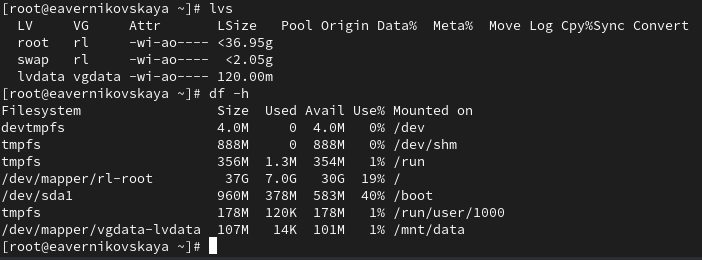 [root@eavernikovskaya ~]# lvs
  LV     VG     Attr       LSize   Pool Origin Data%  Meta%  Move Log Cpy%Sync Convert
  root   rl     -wi-ao---- <36.95g
  swap   rl     -wi-ao----  <2.05g
  lvdata vgdata -wi-ao---- 120.00m
[root@eavernikovskaya ~]# df -h
Filesystem                 Size  Used Avail Use% Mounted on
devtmpfs                   4.0M     0  4.0M   0% /dev
tmpfs                      888M     0  888M   0% /dev/shm
tmpfs                      356M  1.3M  354M   1% /run
/dev/mapper/rl-root         37G  7.0G   30G  19% /
/dev/sda1                  960M  378M  583M  40% /boot
tmpfs                      178M  120K  178M   1% /run/user/1000
/dev/mapper/vgdata-lvdata  107M   14K  101M   1% /mnt/data
[root@eavernikovskaya ~]#